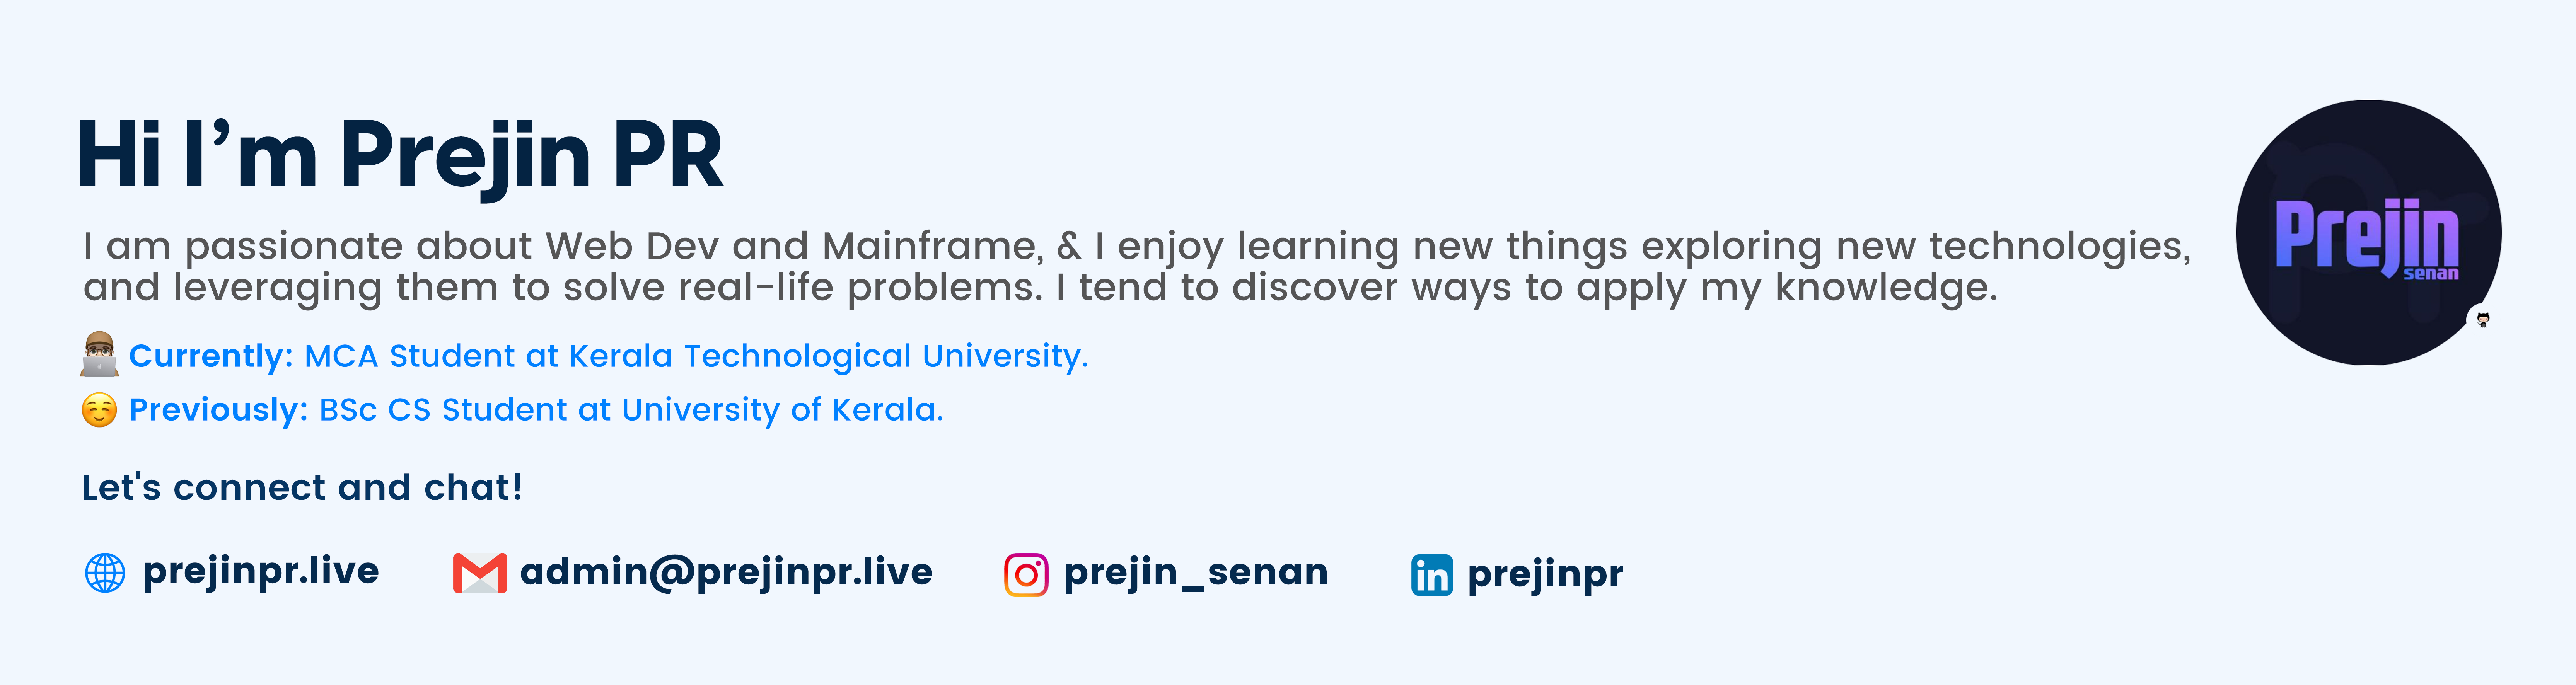 Hi I’m Prejin PR
I am passionate about Web Dev and Mainframe, & I enjoy learning new things exploring new technologies,
and leveraging them to solve real-life problems. I tend to discover ways to apply my knowledge.
Currently: MCA Student at Kerala Technological University.
Previously: BSc CS Student at University of Kerala.
Let's connect and chat!
prejinpr.live
admin@prejinpr.live
prejin_senan
in prejinpr
Prejin
senan